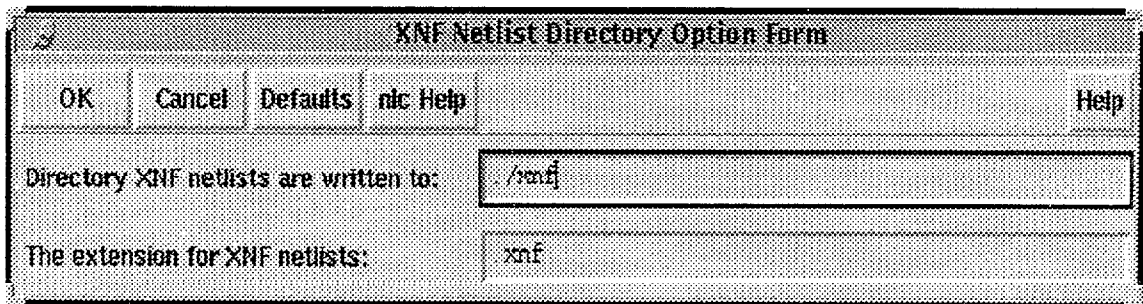 XNF Netlist Directory Option Form
OK Cancel Defaults nlc Help Help
Directory XNF netlists are written to: ./xnf
The extension for XNF netlists: xnf